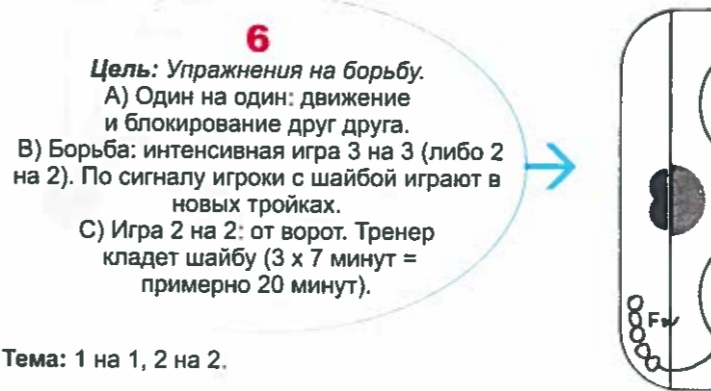 6
Цель: Упражнения на борьбу.
А) Один на один: движение
и блокирование друг друга.
В) Борьба: интенсивная игра 3 на 3 (либо 2
на 2). По сигналу игроки с шайбой играют в
новых тройках.
С) Игра 2 на 2: от ворот. Тренер
кладет шайбу (3 x 7 минут =
примерно 20 минут).
F
Тема: 1 на 1, 2 на 2.